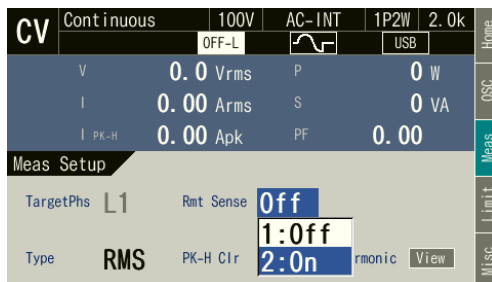 CV Continuous 100V AC-INT 1P2W 2.0k
OFF-L USB
V 0.0 Vrms P 0 W
I 0.00 Arms S 0 VA
I PK-H 0.00 Apk PF 0.00
Meas Setup
TargetPhs L1 Rmt Sense Off
1:Off
Type RMS PK-H Clr 2:On rmonic View
Home
OSC
Meas
Limit
Misc